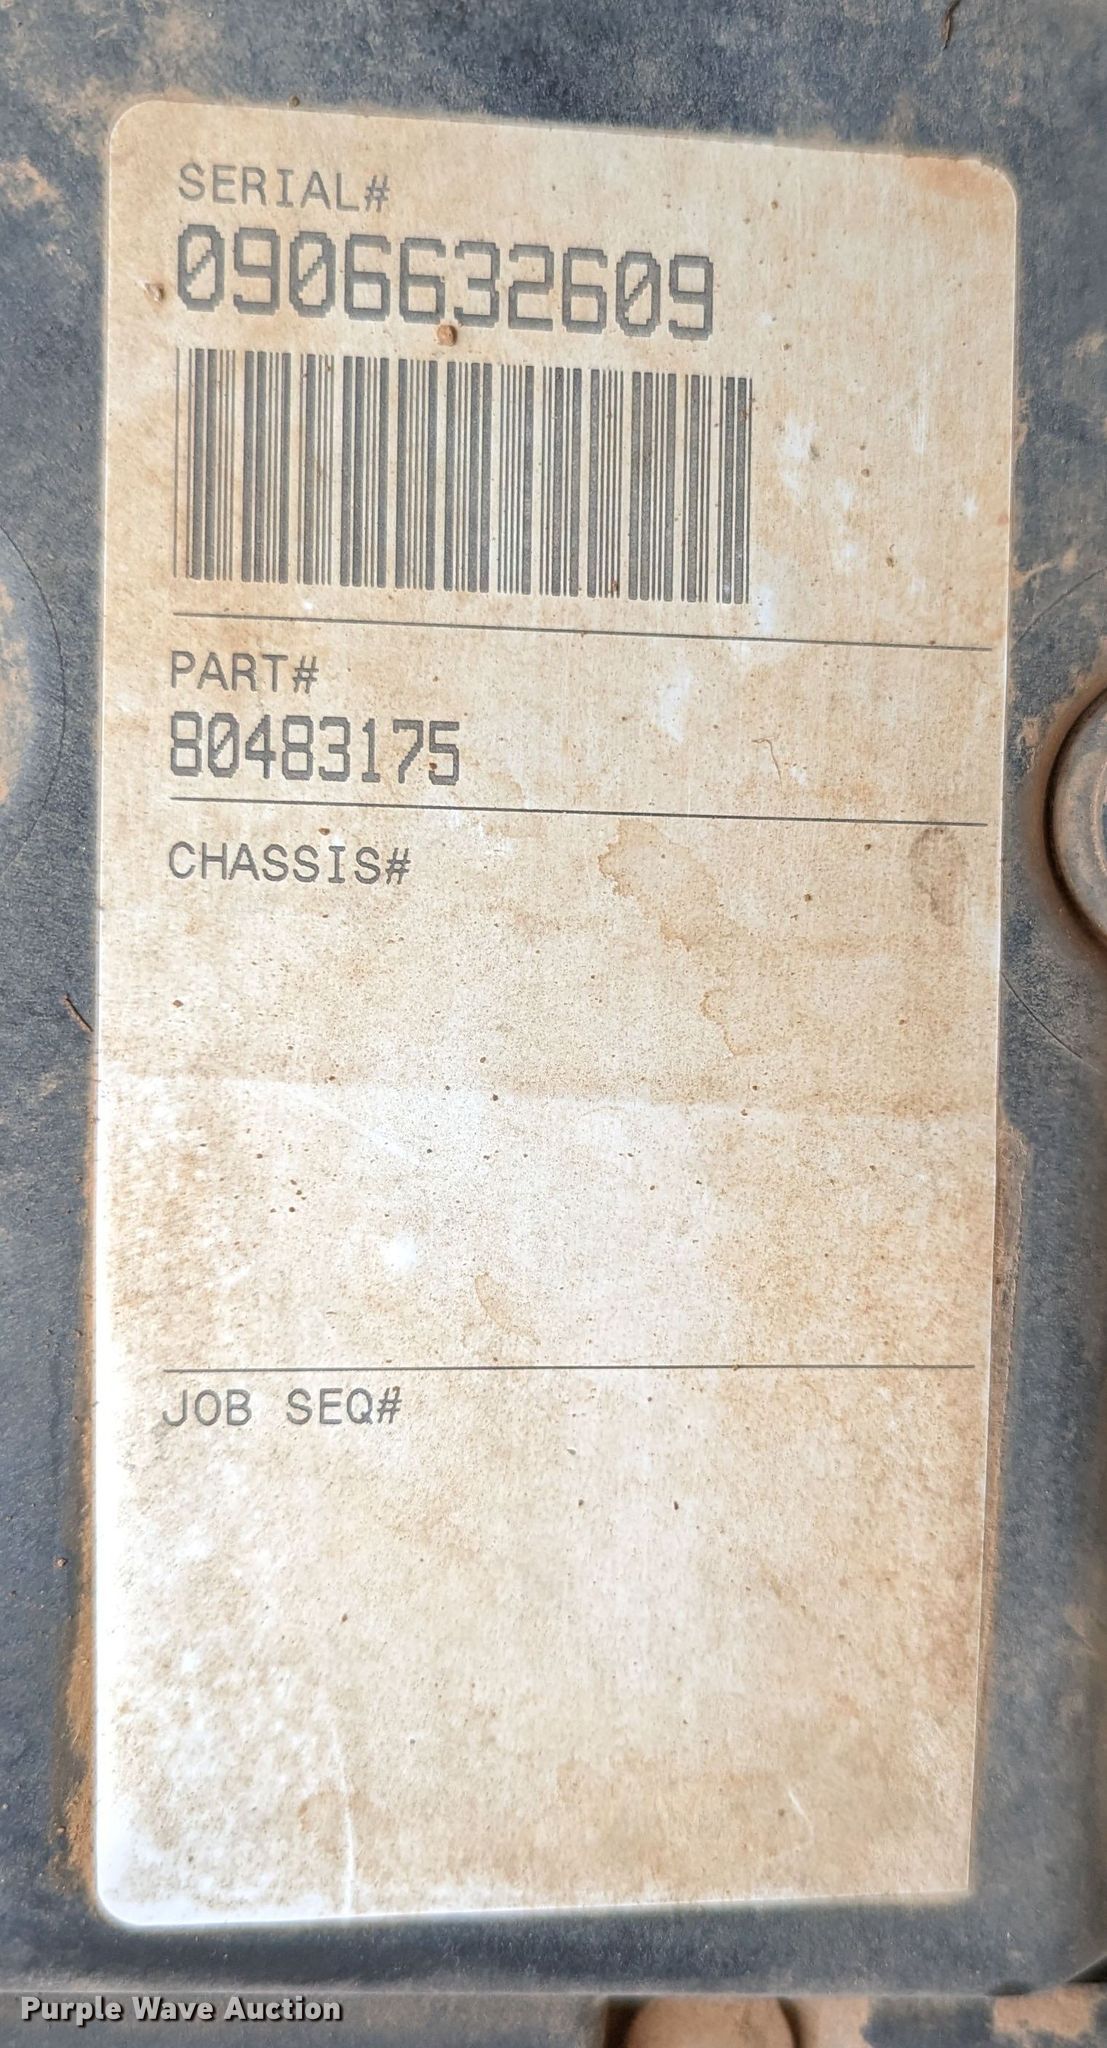 SERIAL#
0906632609
PART#
80483175
CHASSIS#
JOB SEQ#
Purple Wave Auction